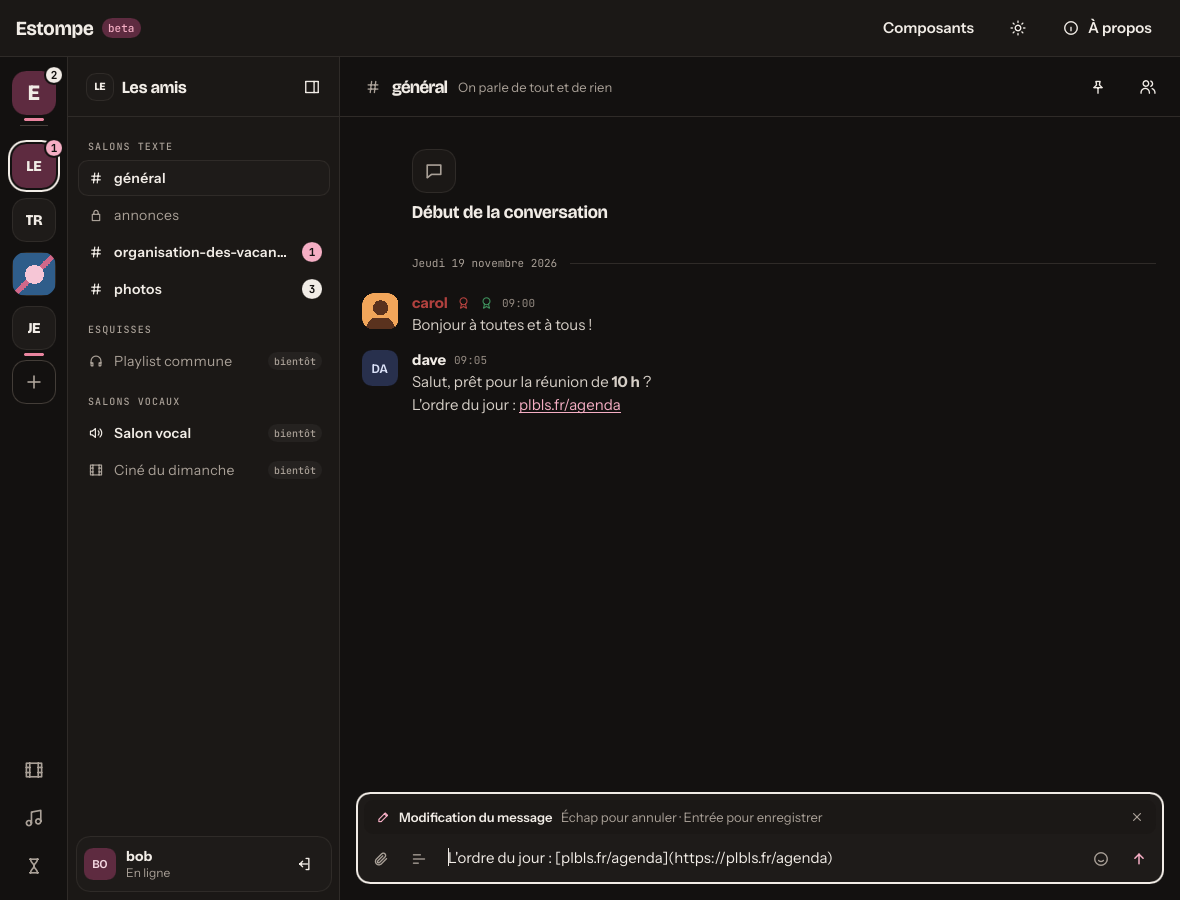 Estompe beta
Composants
À propos
E 2
LE 1
TR
JE
LE Les amis
SALONS TEXTE
# général
annonces
# organisation-des-vacan... 1
# photos 3
ESQUISSES
Playlist commune bientôt
SALONS VOCAUX
Salon vocal bientôt
Ciné du dimanche bientôt
BO bob
En ligne
# général On parle de tout et de rien
Début de la conversation
Jeudi 19 novembre 2026
carol 09:00
Bonjour à toutes et à tous !
DA dave 09:05
Salut, prêt pour la réunion de 10 h ?
L'ordre du jour : plbls.fr/agenda
Modification du message Échap pour annuler · Entrée pour enregistrer
L'ordre du jour : [plbls.fr/agenda](https://plbls.fr/agenda)